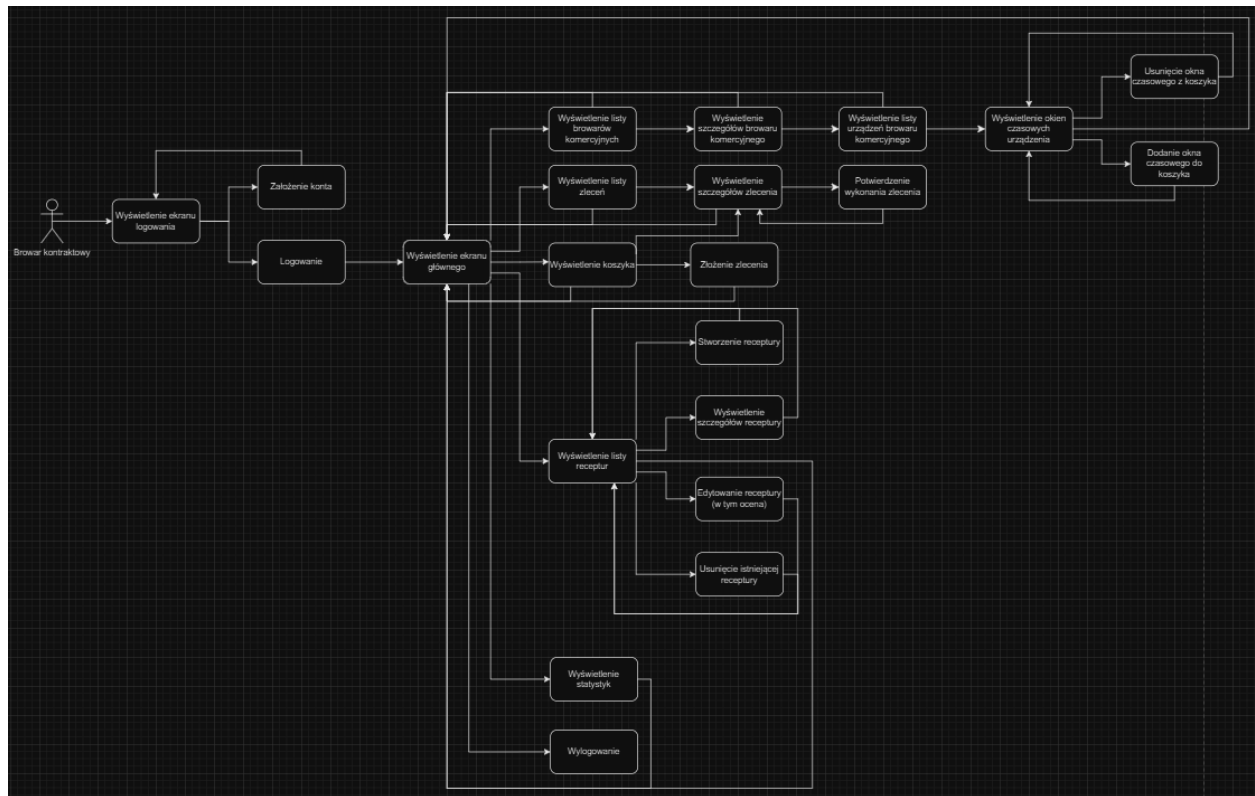 Usunięcie okna
czasowego z koszyka
Wyświetlenie listy
browarów
komercyjnych
Wyświetlenie
szczegółów browaru
komercyjnego
Wyświetlenie listy
urządzeń browaru
komercyjnego
Wyświetlenie okien
czasowych
urządzenia
Dodanie okna
czasowego do
koszyka
Założenie konta
Wyświetlenie listy
zleceń
Wyświetlenie
szczegółów zlecenia
Potwierdzenie
wykonania zlecenia
Wyświetlenie ekranu
logowania
Browar kontraktowy
Logowanie
Wyświetlenie ekranu
głównego
Wyświetlenie koszyka
Złożenie zlecenia
Stworzenie receptury
Wyświetlenie
szczegółów receptury
Wyświetlenie listy
receptur
Edytowanie receptury
(w tym ocena)
Usunięcie istniejącej
receptury
Wyświetlenie
statystyk
Wylogowanie